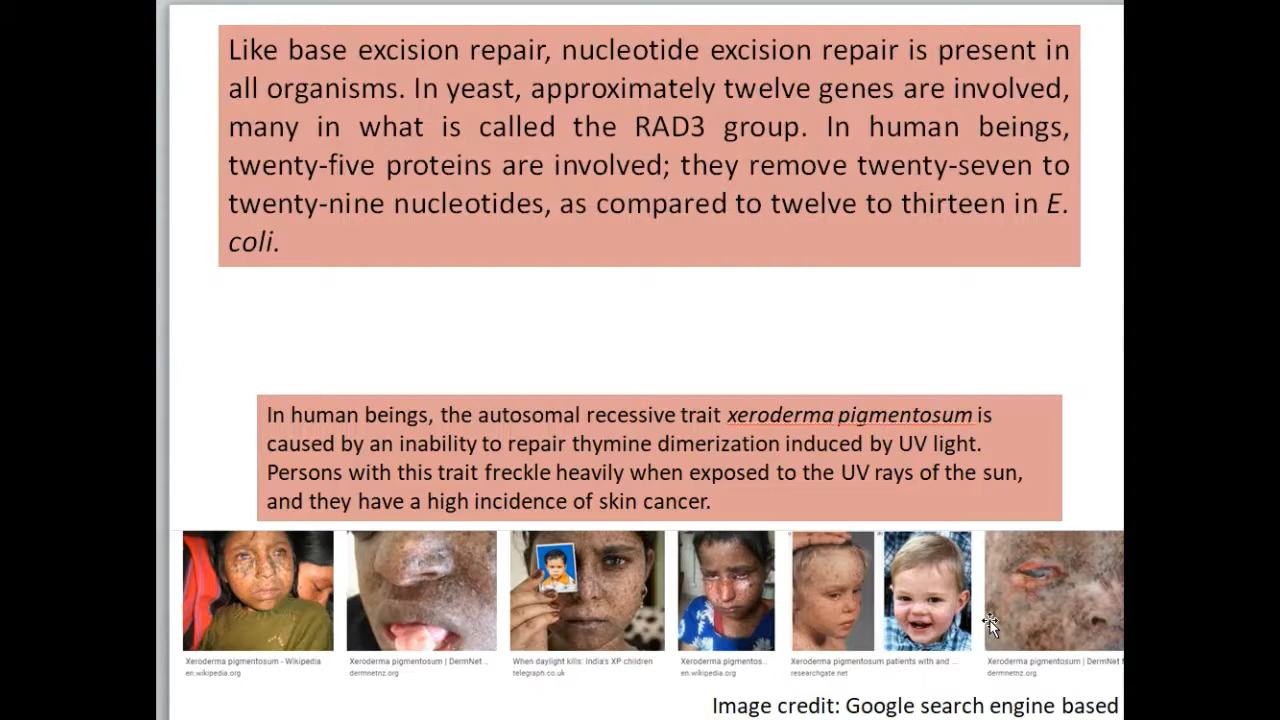 Like base excision repair, nucleotide excision repair is present in
all organisms. In yeast, approximately twelve genes are involved,
many in what is called the RAD3 group. In human beings,
twenty-five proteins are involved; they remove twenty-seven to
twenty-nine nucleotides, as compared to twelve to thirteen in E.
coli.
In human beings, the autosomal recessive trait xeroderma pigmentosum is
caused by an inability to repair thymine dimerization induced by UV light.
Persons with this trait freckle heavily when exposed to the UV rays of the sun,
and they have a high incidence of skin cancer.
Xeroderma pigmentosum - Wikipedia
en.wikipedia.org
Xeroderma pigmentosum | DermNet ..
dermnetnz.org
When daylight kills: India's XP children
telegraph.co.uk
Xeroderma pigmentos..
en.wikipedia.org
Xeroderma pigmentosum patients with and ...
researchgate.net
Xeroderma pigmentosum | DermNet
dermnetnz.org
Image credit: Google search engine based